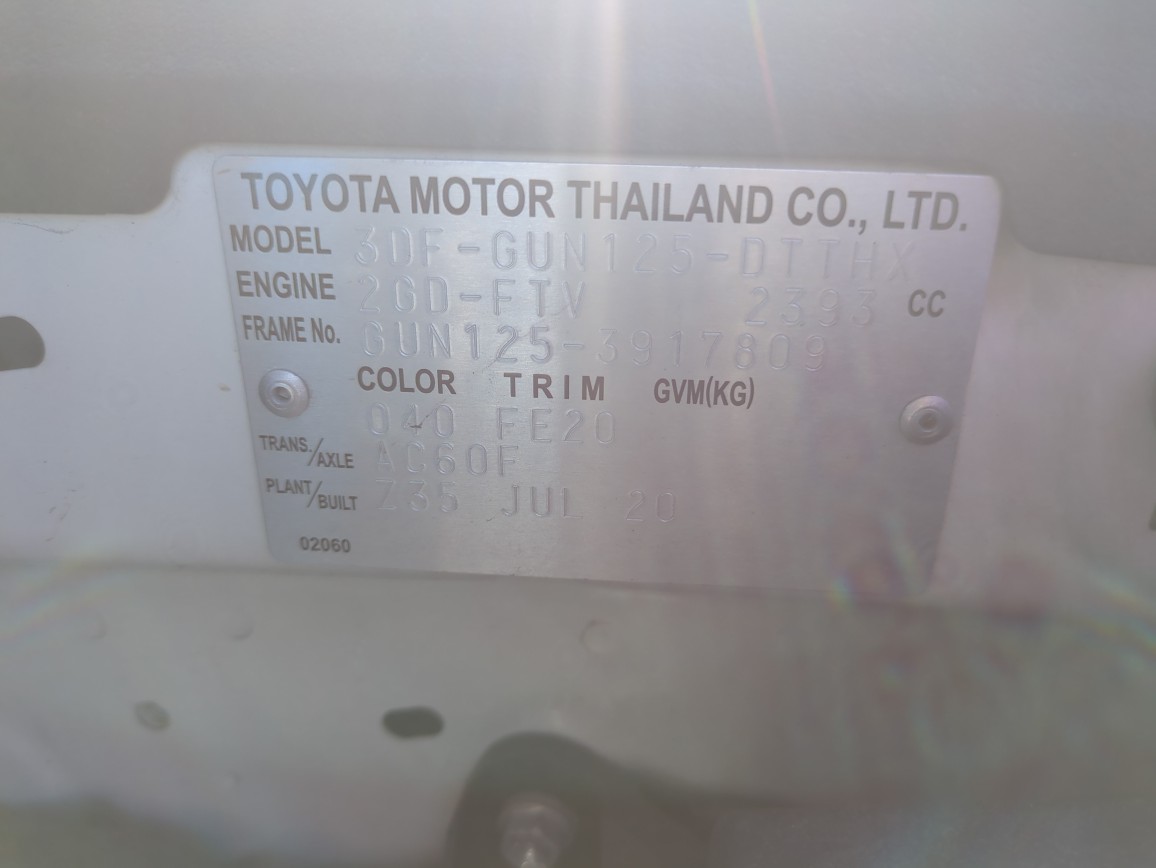 TOYOTA MOTOR THAILAND CO., LTD.
MODEL 3DF-GUN125-DTTHX
ENGINE 2GD-FTV 2393 CC
FRAME No. GUN125-3917809
COLOR TRIM GVM(KG)
040 FE20
TRANS./AXLE AC60F
PLANT/BUILT Z35 JUL 20
02060